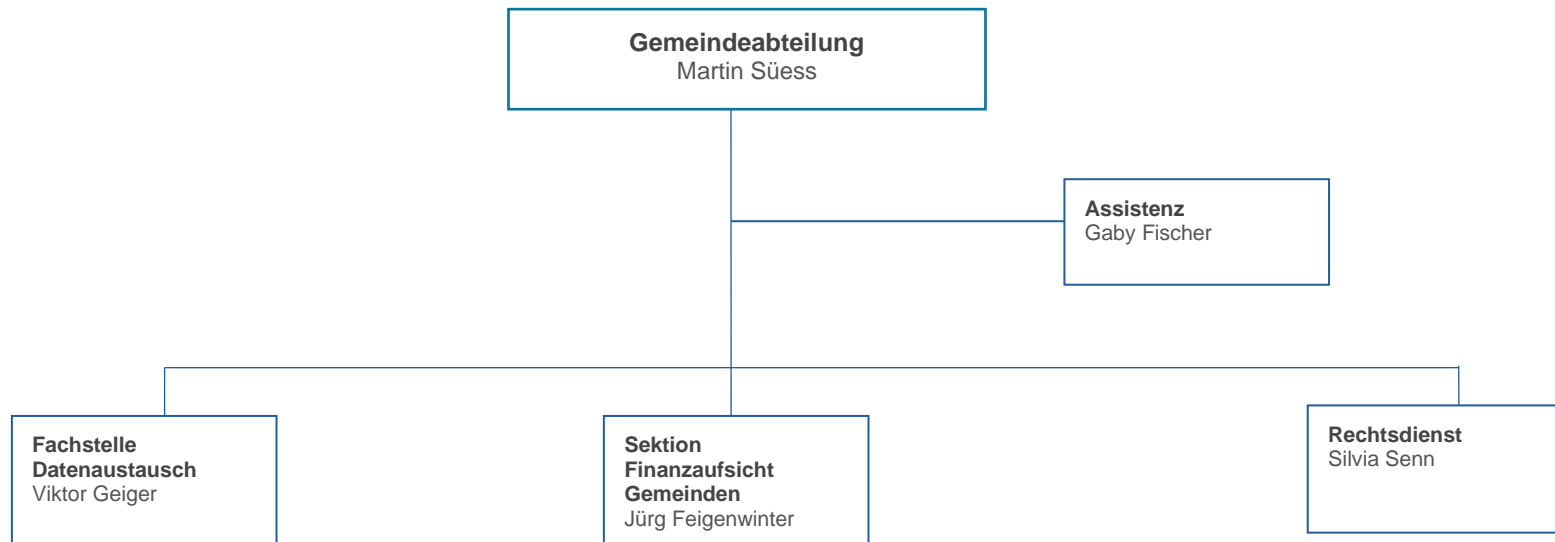 Gemeindeabteilung
Martin Süess
Assistenz
Gaby Fischer
Fachstelle
Datenaustausch
Viktor Geiger
Sektion
Finanzaufsicht
Gemeinden
Jürg Feigenwinter
Rechtsdienst
Silvia Senn